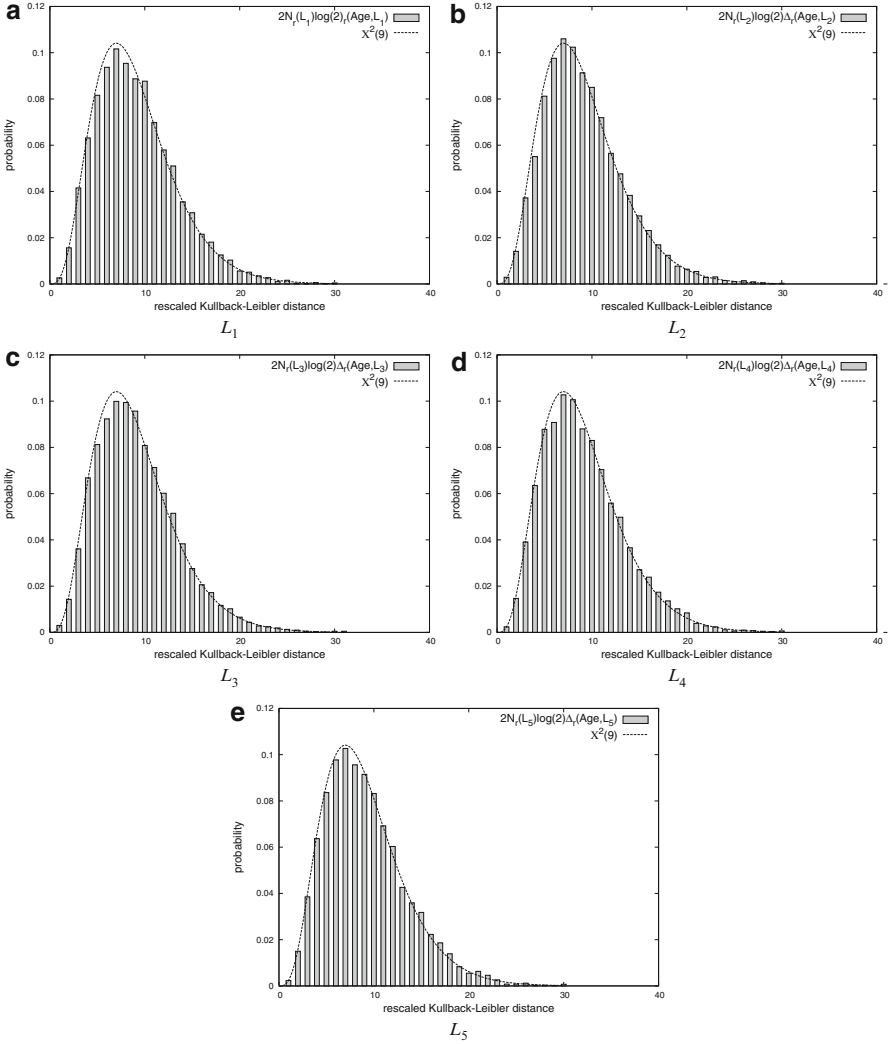 a
2N_r(L_1)log(2)_r(Age,L_1)
Χ^2(9)
probability
0.12
0.1
0.08
0.06
0.04
0.02
0
0 10 20 30 40
rescaled Kullback-Leibler distance
L_1
b
2N_r(L_2)log(2)Δ_r(Age,L_2)
Χ^2(9)
probability
0.12
0.1
0.08
0.06
0.04
0.02
0
0 10 20 30 40
rescaled Kullback-Leibler distance
L_2
c
2N_r(L_3)log(2)Δ_r(Age,L_3)
Χ^2(9)
probability
0.12
0.1
0.08
0.06
0.04
0.02
0
0 10 20 30 40
rescaled Kullback-Leibler distance
L_3
d
2N_r(L_4)log(2)Δ_r(Age,L_4)
Χ^2(9)
probability
0.12
0.1
0.08
0.06
0.04
0.02
0
0 10 20 30 40
rescaled Kullback-Leibler distance
L_4
e
2N_r(L_5)log(2)Δ_r(Age,L_5)
Χ^2(9)
probability
0.12
0.1
0.08
0.06
0.04
0.02
0
0 10 20 30 40
rescaled Kullback-Leibler distance
L_5